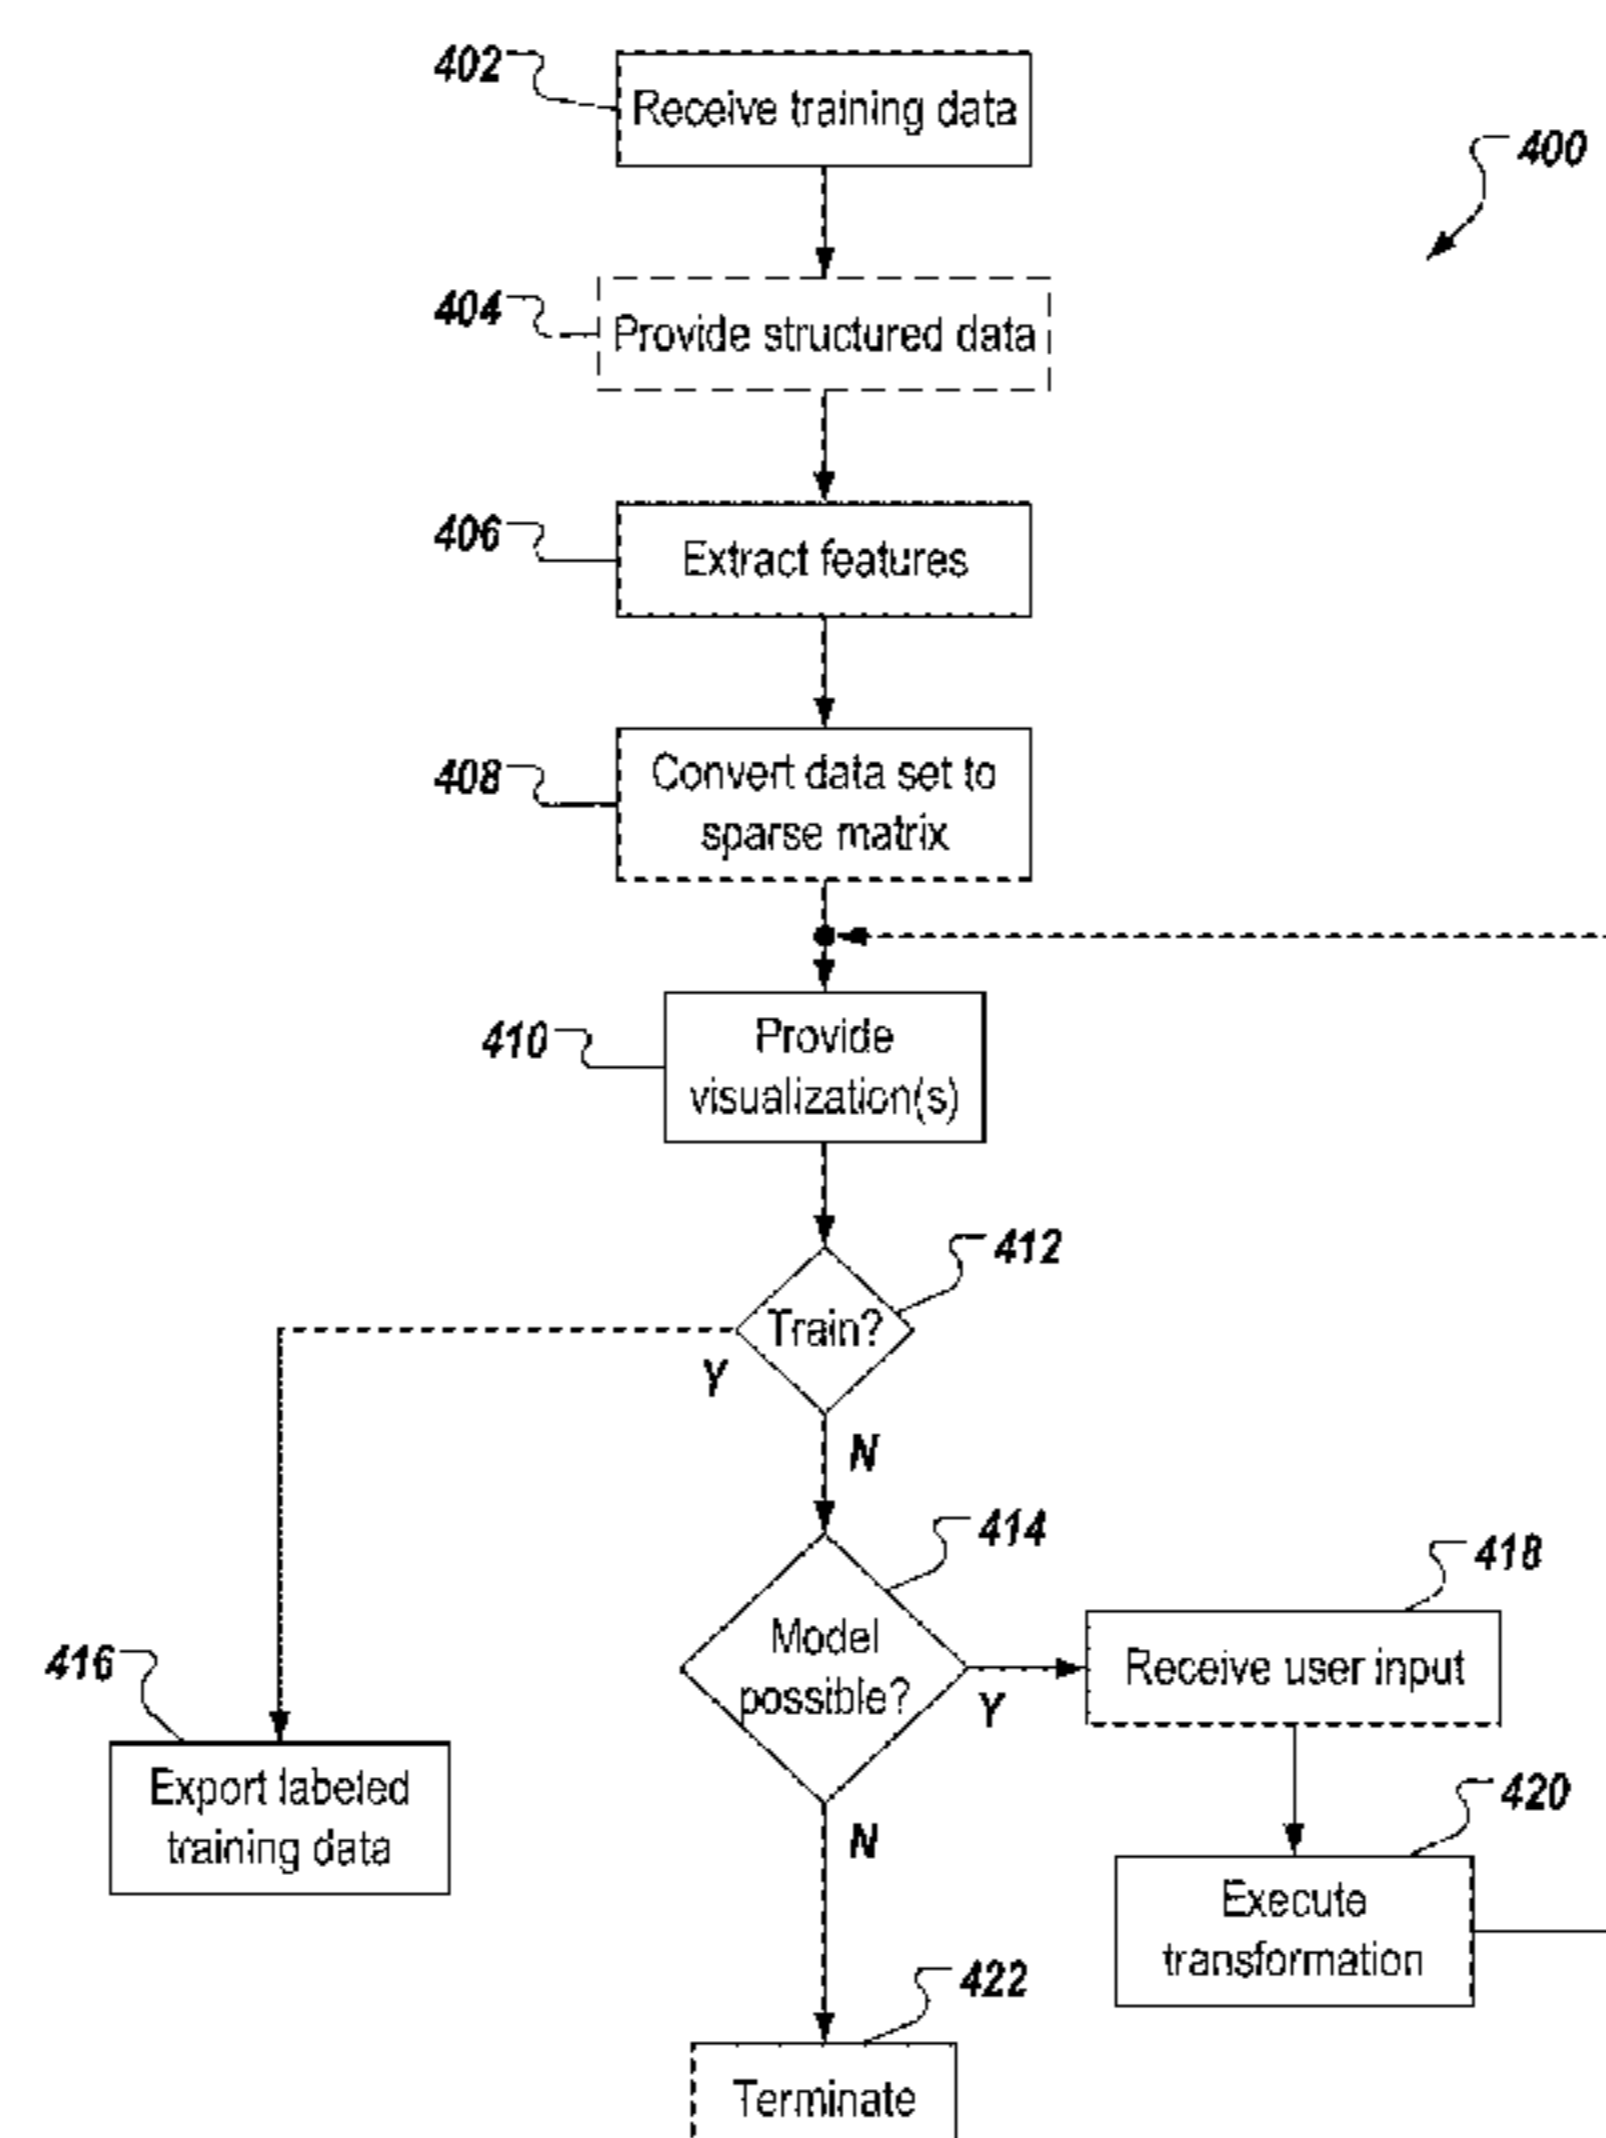 402
Receive training data
400
404
Provide structured data
406
Extract features
408
Convert data set to
sparse matrix
410
Provide
visualization(s)
412
Train?
Y
N
414
Model
possible?
Y
N
418
Receive user input
416
Export labeled
training data
420
Execute
transformation
422
Terminate